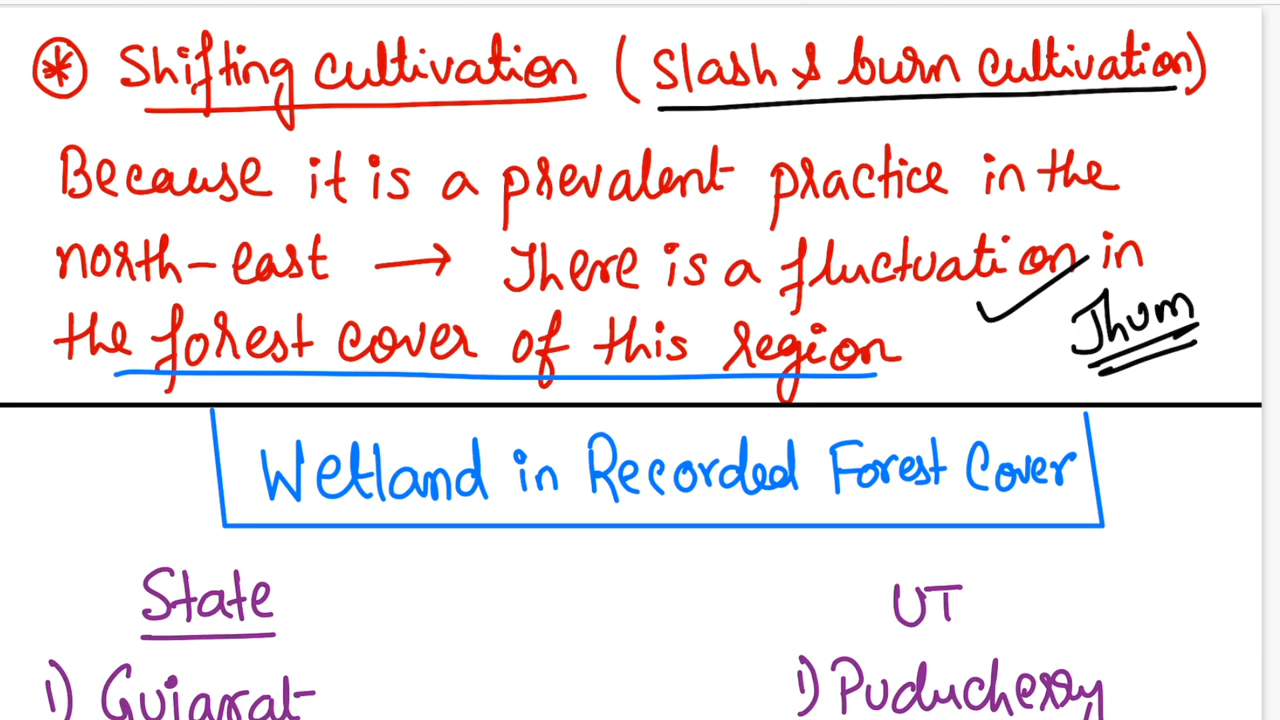 * Shifting cultivation ( Slash & burn cultivation)
Because it is a prevalent practice in the
north-east → There is a fluctuation in
Jhum
the forest cover of this region
Wetland in Recorded Forest Cover
State UT
1) Gujarat 1) Puducherry